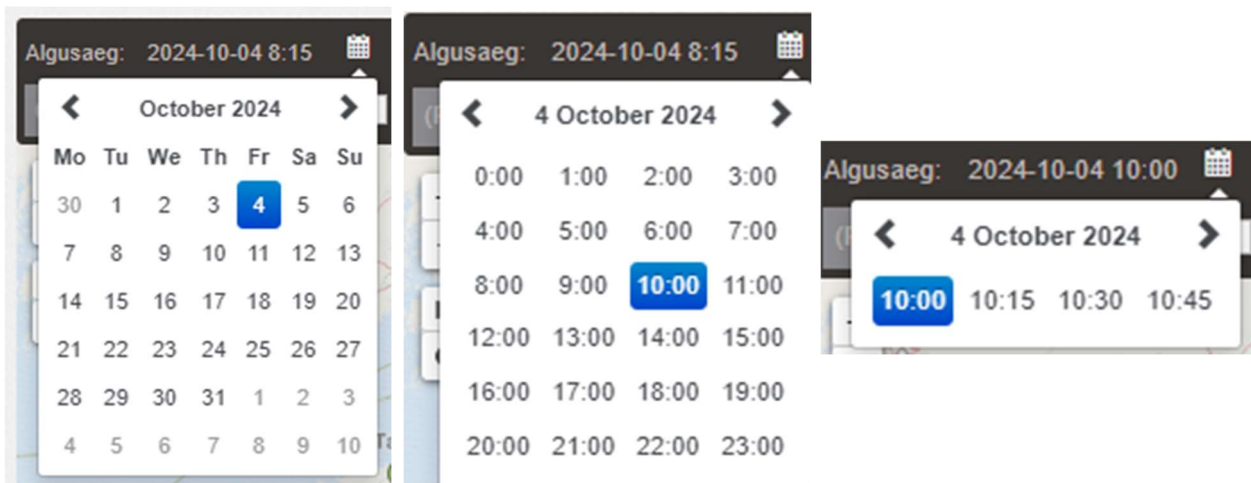 Algusaeg: 2024-10-04 8:15
October 2024
Mo Tu We Th Fr Sa Su
30 1 2 3 4 5 6
7 8 9 10 11 12 13
14 15 16 17 18 19 20
21 22 23 24 25 26 27
28 29 30 31 1 2 3
4 5 6 7 8 9 10
Algusaeg: 2024-10-04 8:15
4 October 2024
0:00 1:00 2:00 3:00
4:00 5:00 6:00 7:00
8:00 9:00 10:00 11:00
12:00 13:00 14:00 15:00
16:00 17:00 18:00 19:00
20:00 21:00 22:00 23:00
Algusaeg: 2024-10-04 10:00
4 October 2024
10:00 10:15 10:30 10:45